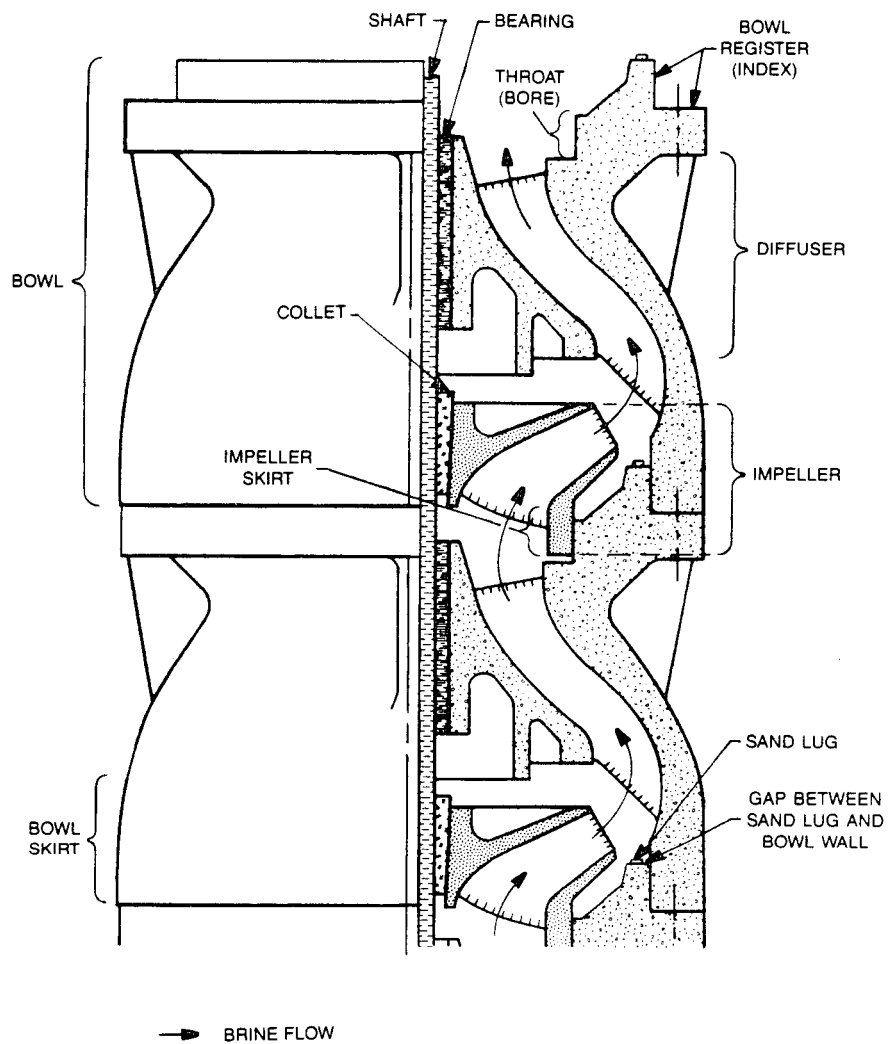 SHAFT
BEARING
BOWL
REGISTER
(INDEX)
THROAT
(BORE)
DIFFUSER
BOWL
COLLET
IMPELLER
SKIRT
IMPELLER
SAND LUG
GAP BETWEEN
SAND LUG AND
BOWL WALL
BOWL
SKIRT
BRINE FLOW